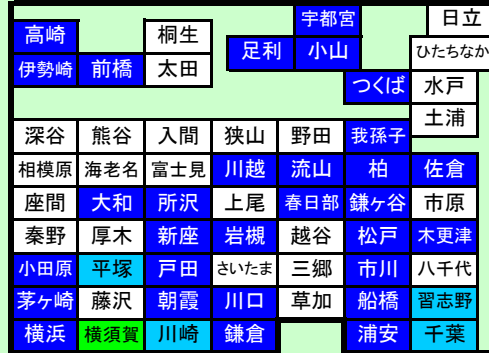 宇都宮 日立
高崎 桐生 足利 小山 ひたちなか
伊勢崎 前橋 太田
つくば 水戸
土浦
深谷 熊谷 入間 狭山 野田 我孫子
相模原 海老名 富士見 川越 流山 柏 佐倉
座間 大和 所沢 上尾 春日部 鎌ヶ谷 市原
秦野 厚木 新座 岩槻 越谷 松戸 木更津
小田原 平塚 戸田 さいたま 三郷 市川 八千代
茅ヶ崎 藤沢 朝霞 川口 草加 船橋 習志野
横浜 横須賀 川崎 鎌倉 浦安 千葉